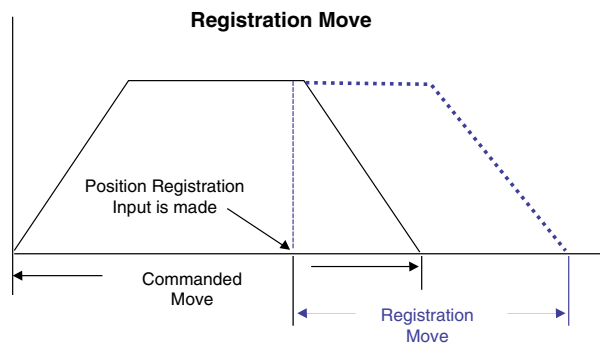 Registration Move
Position Registration
Input is made
Commanded
Move
Registration
Move